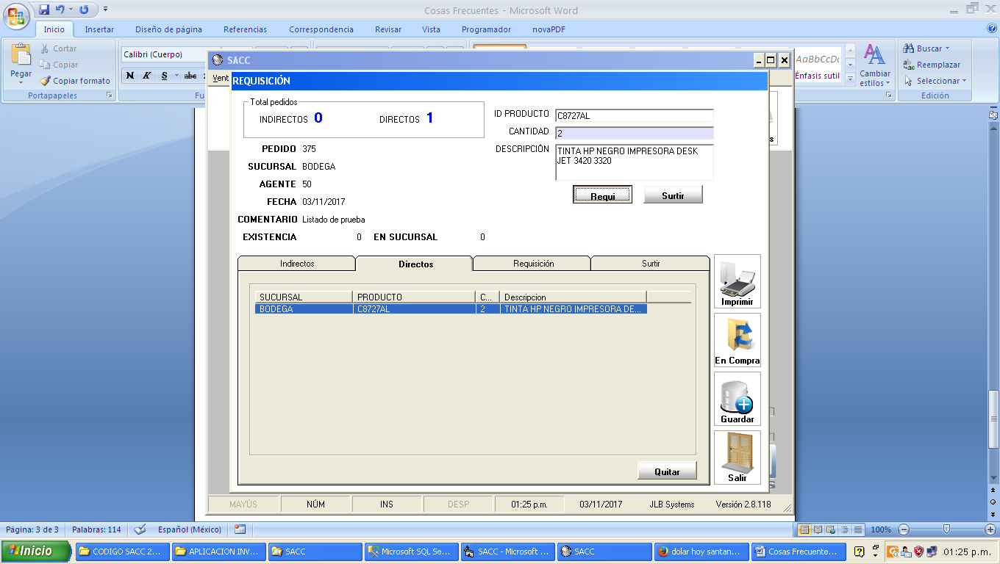 Cosas Frecuentes - Microsoft Word
Inicio Insertar Diseño de página Referencias Correspondencia Revisar Vista Programador novaPDF
Pegar
Cortar
Copiar
Copiar formato
Portapapeles
Calibri (Cuerpo)
N K S abc
Fu
AaBbCcDc
Énfasis sutil
Cambiar estilos
Buscar
Reemplazar
Seleccionar
Edición
SACC
Vent
REQUISICIÓN
Total pedidos
INDIRECTOS 0 DIRECTOS 1
PEDIDO 375
SUCURSAL BODEGA
AGENTE 50
FECHA 03/11/2017
COMENTARIO Listado de prueba
EXISTENCIA 0 EN SUCURSAL 0
ID PRODUCTO C8727AL
CANTIDAD 2
DESCRIPCIÓN TINTA HP NEGRO IMPRESORA DESK
JET 3420 3320
Requi Surtir
s
Indirectos Directos Requisición Surtir
SUCURSAL PRODUCTO C... Descripcion
BODEGA C8727AL 2 TINTA HP NEGRO IMPRESORA DE...
Quitar
Imprimir
En Compra
Guardar
Salir
S
MAYÚS NÚM INS DESP 01:25 p.m. 03/11/2017 JLB Systems Versión 2.8.118
Página: 3 de 3 Palabras: 114 Español (México) 100%
Inicio CODIGO SACC 2... APLICACION INV... SACC Microsoft SQL Se... SACC - Microsoft ... SACC dolar hoy santan... Cosas Frecuente... 01:25 p.m.